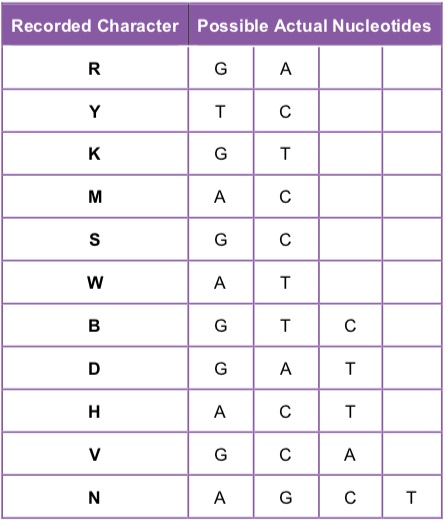 Recorded Character Possible Actual Nucleotides
R G A
Y T C
K G T
M A C
S G C
W A T
B G T C
D G A T
H A C T
V G C A
N A G C T